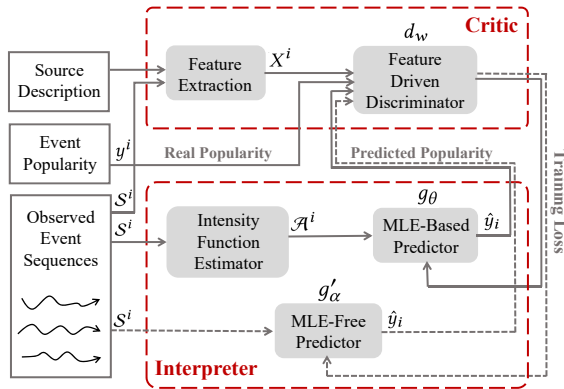 Source
Description
Event
Popularity
Observed
Event
Sequences
y^i
S^i
S^i
S^i
Feature
Extraction
X^i
d_w
Feature
Driven
Discriminator
Critic
Real Popularity
Predicted Popularity
Training Loss
Intensity
Function
Estimator
𝒜^i
g_θ
MLE-Based
Predictor
ŷ_i
g′_α
MLE-Free
Predictor
ŷ_i
Interpreter